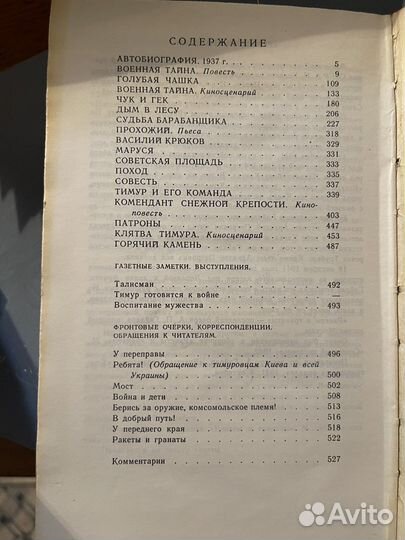 СОДЕРЖАНИЕ
АВТОБИОГРАФИЯ. 1937 г. . . . . . . . . 5
ВОЕННАЯ ТАЙНА. Повесть . . . . . . . . 9
ГОЛУБАЯ ЧАШКА . . . . . . . . . 109
ВОЕННАЯ ТАЙНА. Киносценарий . . . . . . 133
ЧУК И ГЕК . . . . . . . . . . 180
ДЫМ В ЛЕСУ . . . . . . . . . . 206
СУДЬБА БАРАБАНЩИКА . . . . . . . . 227
ПРОХОЖИЙ. Пьеса . . . . . . . . . 318
ВАСИЛИЙ КРЮКОВ . . . . . . . . . 329
МАРУСЯ . . . . . . . . . . . 331
СОВЕТСКАЯ ПЛОЩАДЬ . . . . . . . . 333
ПОХОД . . . . . . . . . . . 335
СОВЕСТЬ . . . . . . . . . . . 337
ТИМУР И ЕГО КОМАНДА . . . . . . . . 339
КОМЕНДАНТ СНЕЖНОЙ КРЕПОСТИ. Кино-
повесть . . . . . . . . . . . 403
ПАТРОНЫ . . . . . . . . . . . 447
КЛЯТВА ТИМУРА. Киносценарий . . . . . . 453
ГОРЯЧИЙ КАМЕНЬ . . . . . . . . . 487
ГАЗЕТНЫЕ ЗАМЕТКИ. ВЫСТУПЛЕНИЯ.
Талисман . . . . . . . . . . . 492
Тимур готовится к войне . . . . . . . . —
Воспитание мужества . . . . . . . . . 493
ФРОНТОВЫЕ ОЧЕРКИ. КОРРЕСПОНДЕНЦИИ.
ОБРАЩЕНИЯ К ЧИТАТЕЛЯМ.
У переправы . . . . . . . . . . 496
Ребята! (Обращение к тимуровцам Киева и всей
Украины) . . . . . . . . . . . 500
Мост . . . . . . . . . . . . 502
Война и дети . . . . . . . . . . 508
Берись за оружие, комсомольское племя! . . . . 513
В добрый путь! . . . . . . . . . . 516
У переднего края . . . . . . . . . 518
Ракеты и гранаты . . . . . . . . . 522
Комментарии . . . . . . . . . . 527
Avito